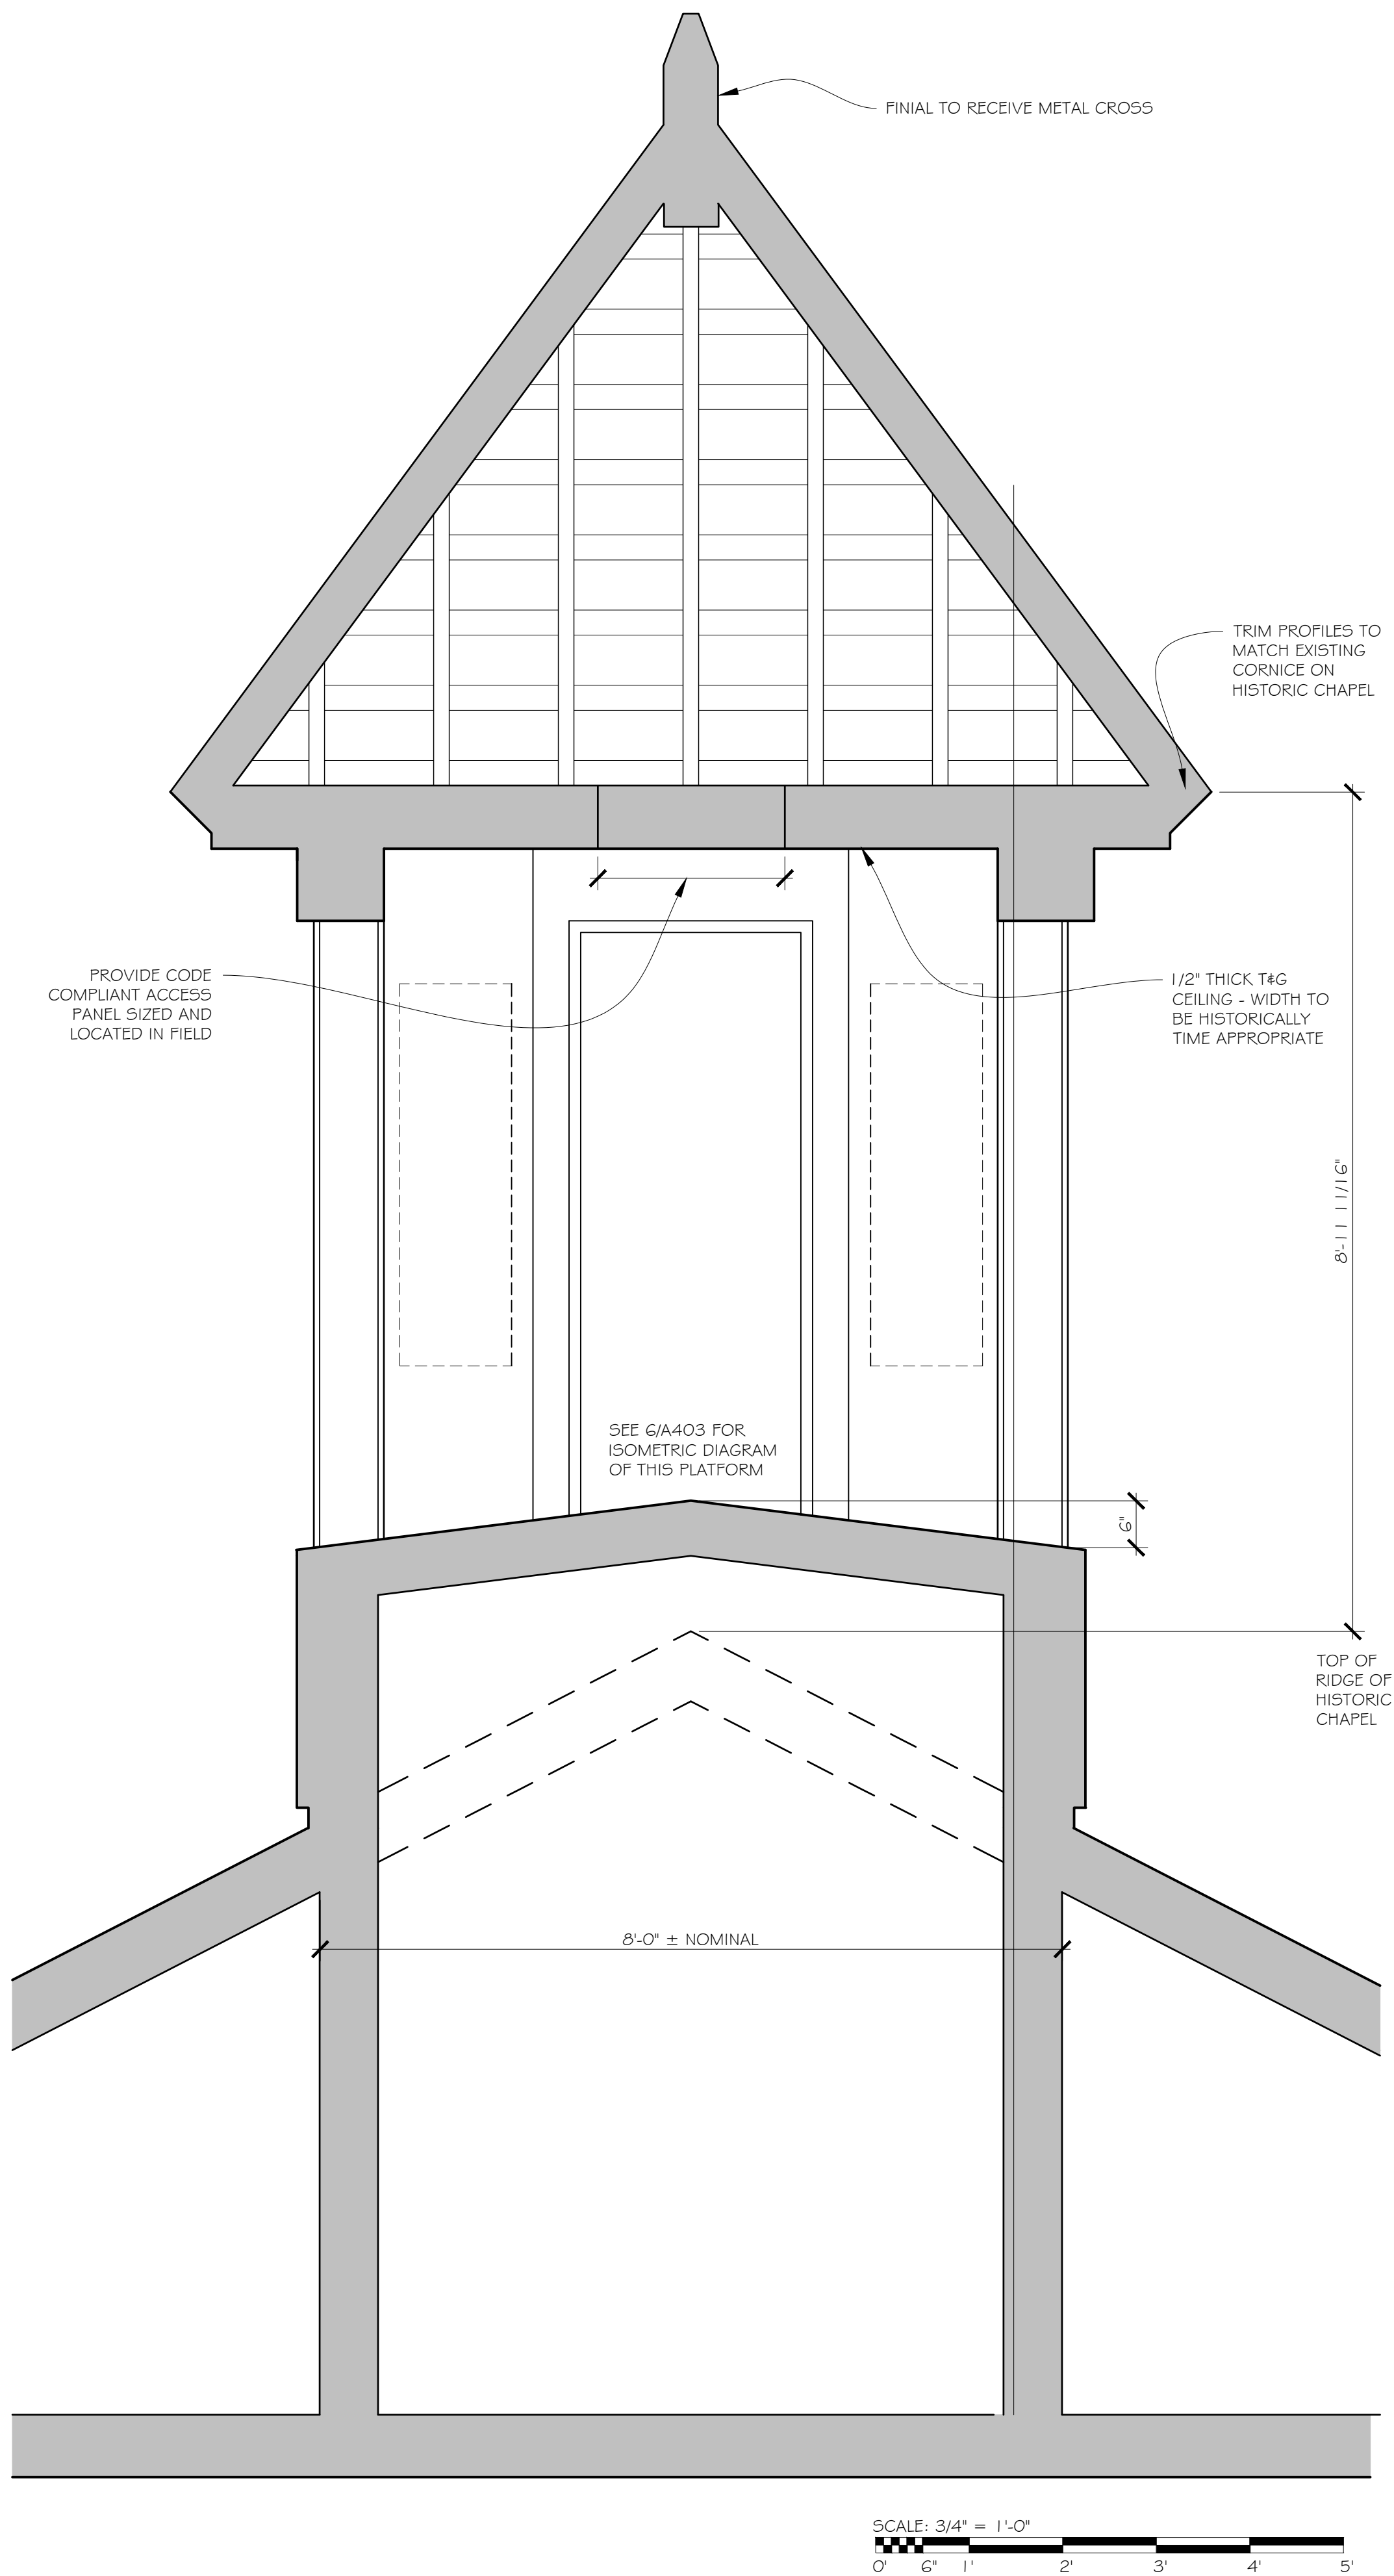 FINIAL TO RECEIVE METAL CROSS
TRIM PROFILES TO
MATCH EXISTING
CORNICE ON
HISTORIC CHAPEL
PROVIDE CODE
COMPLIANT ACCESS
PANEL SIZED AND
LOCATED IN FIELD
1/2" THICK T&G
CEILING - WIDTH TO
BE HISTORICALLY
TIME APPROPRIATE
8'-11 11/16"
SEE 6/A403 FOR
ISOMETRIC DIAGRAM
OF THIS PLATFORM
6"
TOP OF
RIDGE OF
HISTORIC
CHAPEL
8'-0" ± NOMINAL
SCALE: 3/4" = 1'-0"
0' 6" 1' 2' 3' 4' 5'